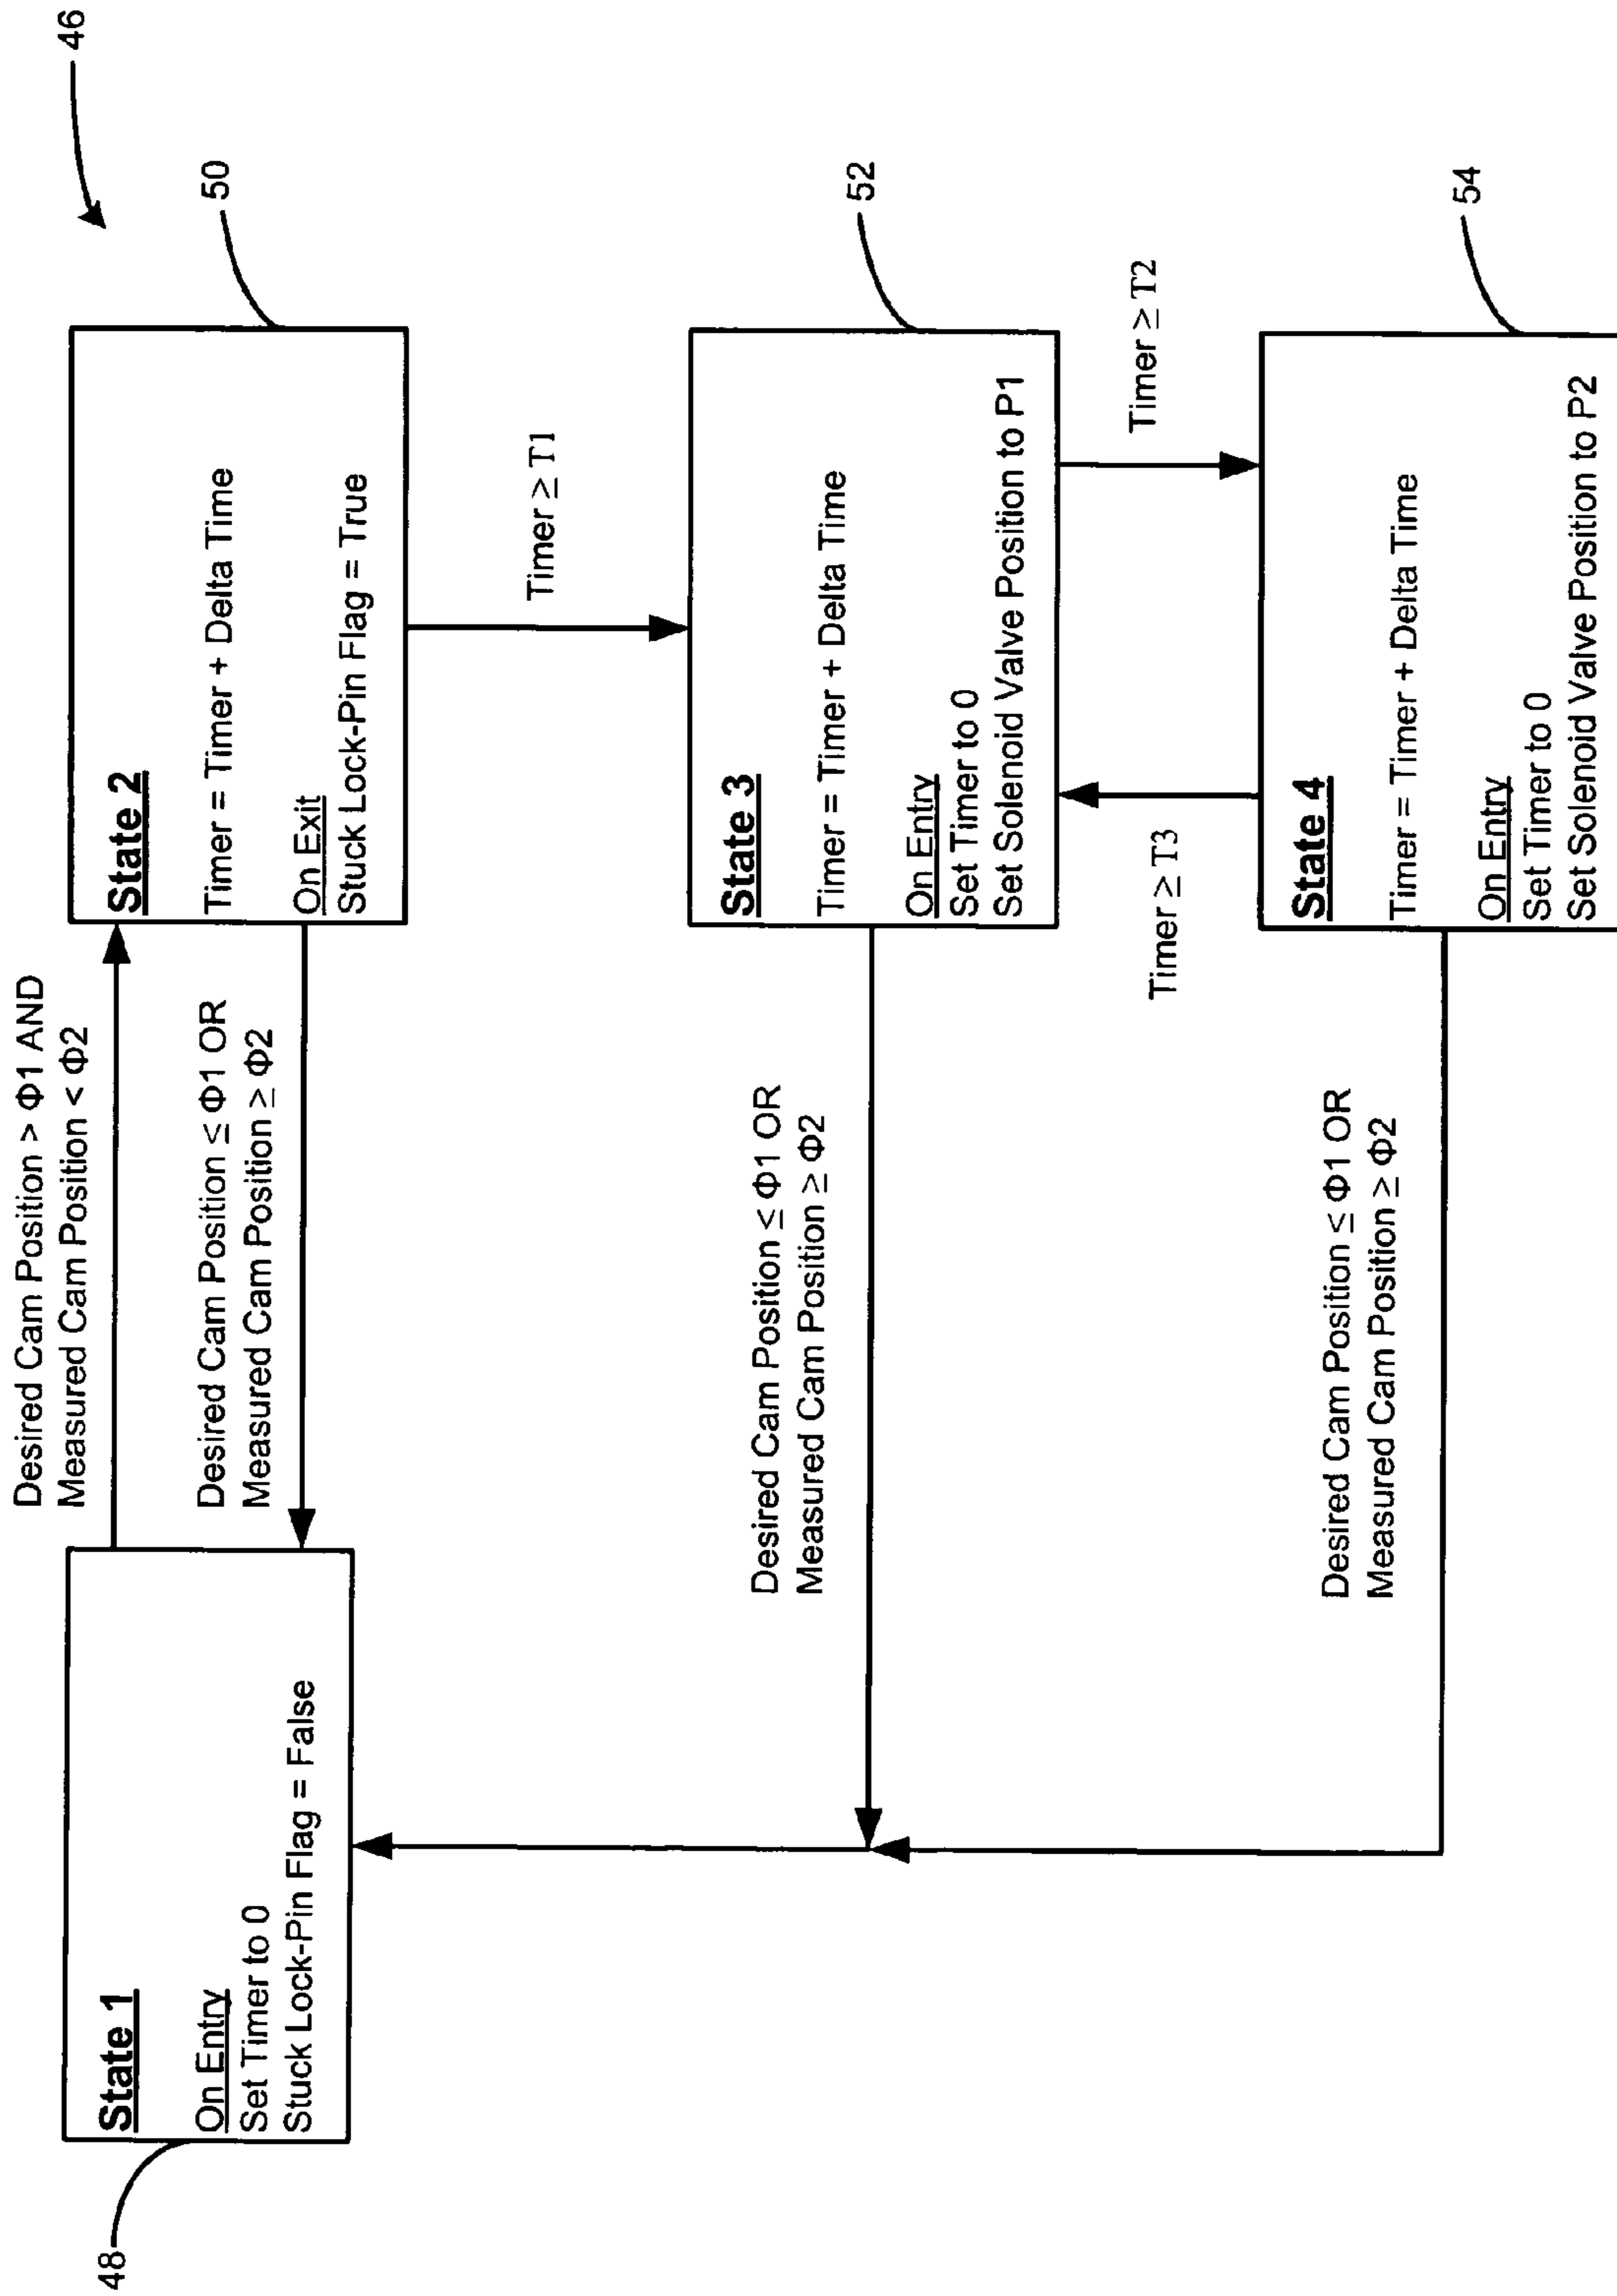 46
Desired Cam Position > Φ1 AND
Measured Cam Position < Φ2
48
State 1
On Entry
Set Timer to 0
Stuck Lock-Pin Flag = False
Desired Cam Position ≤ Φ1 OR
Measured Cam Position ≥ Φ2
50
State 2
Timer = Timer + Delta Time
On Exit
Stuck Lock-Pin Flag = True
Timer ≥ T1
52
State 3
Timer = Timer + Delta Time
On Entry
Set Timer to 0
Set Solenoid Valve Position to P1
Desired Cam Position ≤ Φ1 OR
Measured Cam Position ≥ Φ2
Timer ≥ T3
Timer ≥ T2
54
State 4
Timer = Timer + Delta Time
On Entry
Set Timer to 0
Set Solenoid Valve Position to P2
Desired Cam Position ≤ Φ1 OR
Measured Cam Position ≥ Φ2